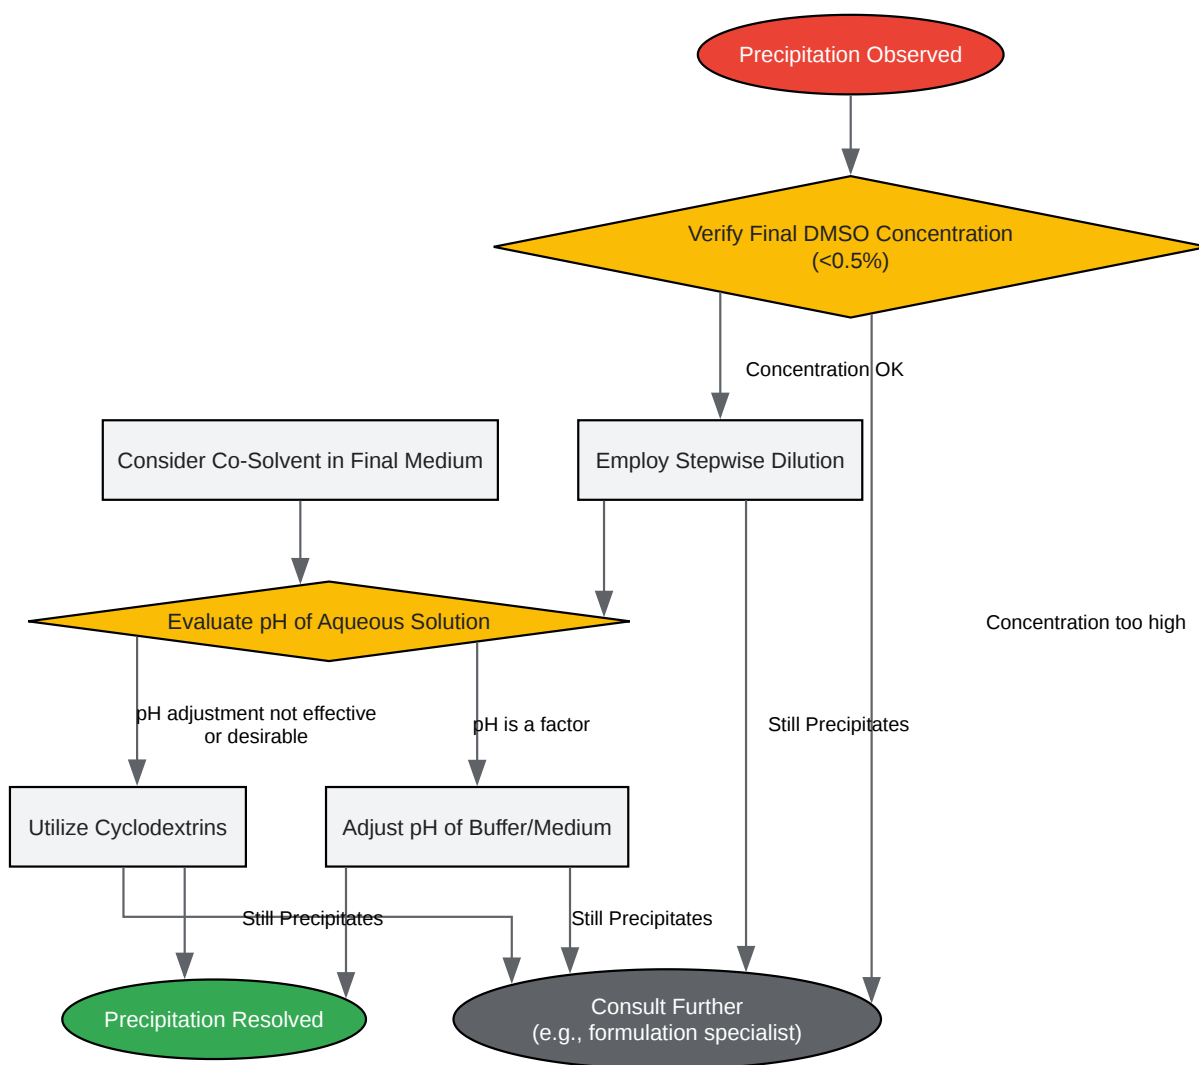 Precipitation Observed
Verify Final DMSO Concentration
(<0.5%)
Concentration OK
Consider Co-Solvent in Final Medium
Employ Stepwise Dilution
Evaluate pH of Aqueous Solution
Concentration too high
pH adjustment not effective
or desirable
pH is a factor
Still Precipitates
Utilize Cyclodextrins
Adjust pH of Buffer/Medium
Still Precipitates
Still Precipitates
Precipitation Resolved
Consult Further
(e.g., formulation specialist)